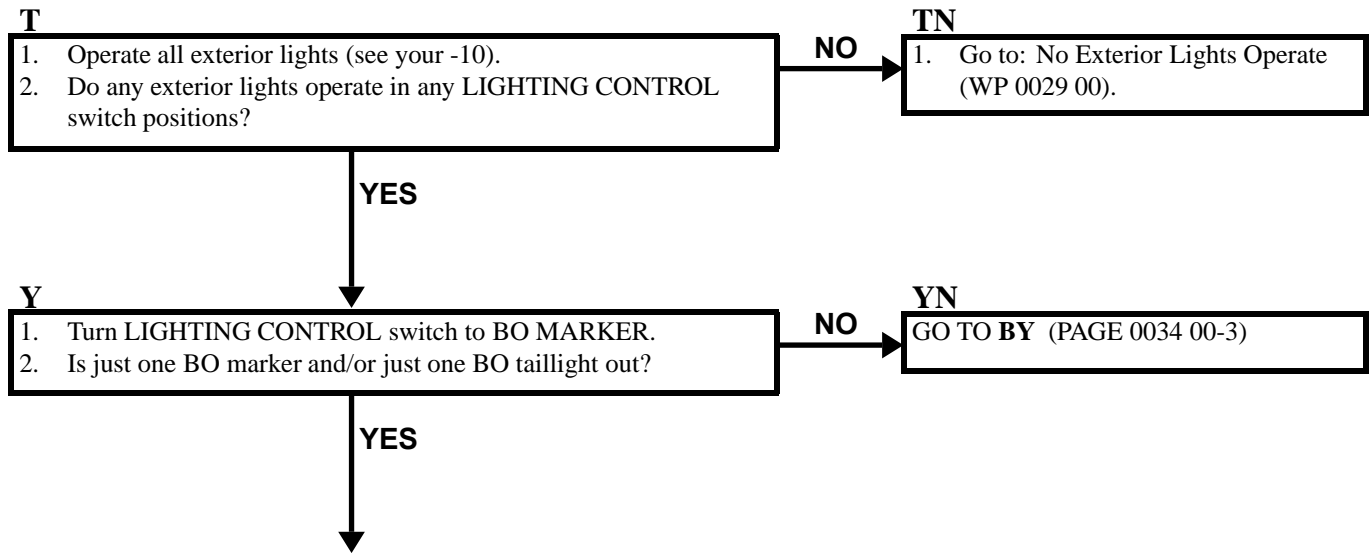 T
1. Operate all exterior lights (see your -10).
2. Do any exterior lights operate in any LIGHTING CONTROL
switch positions?
NO
TN
1. Go to: No Exterior Lights Operate
(WP 0029 00).
YES
Y
1. Turn LIGHTING CONTROL switch to BO MARKER.
2. Is just one BO marker and/or just one BO taillight out?
NO
YN
GO TO BY (PAGE 0034 00-3)
YES